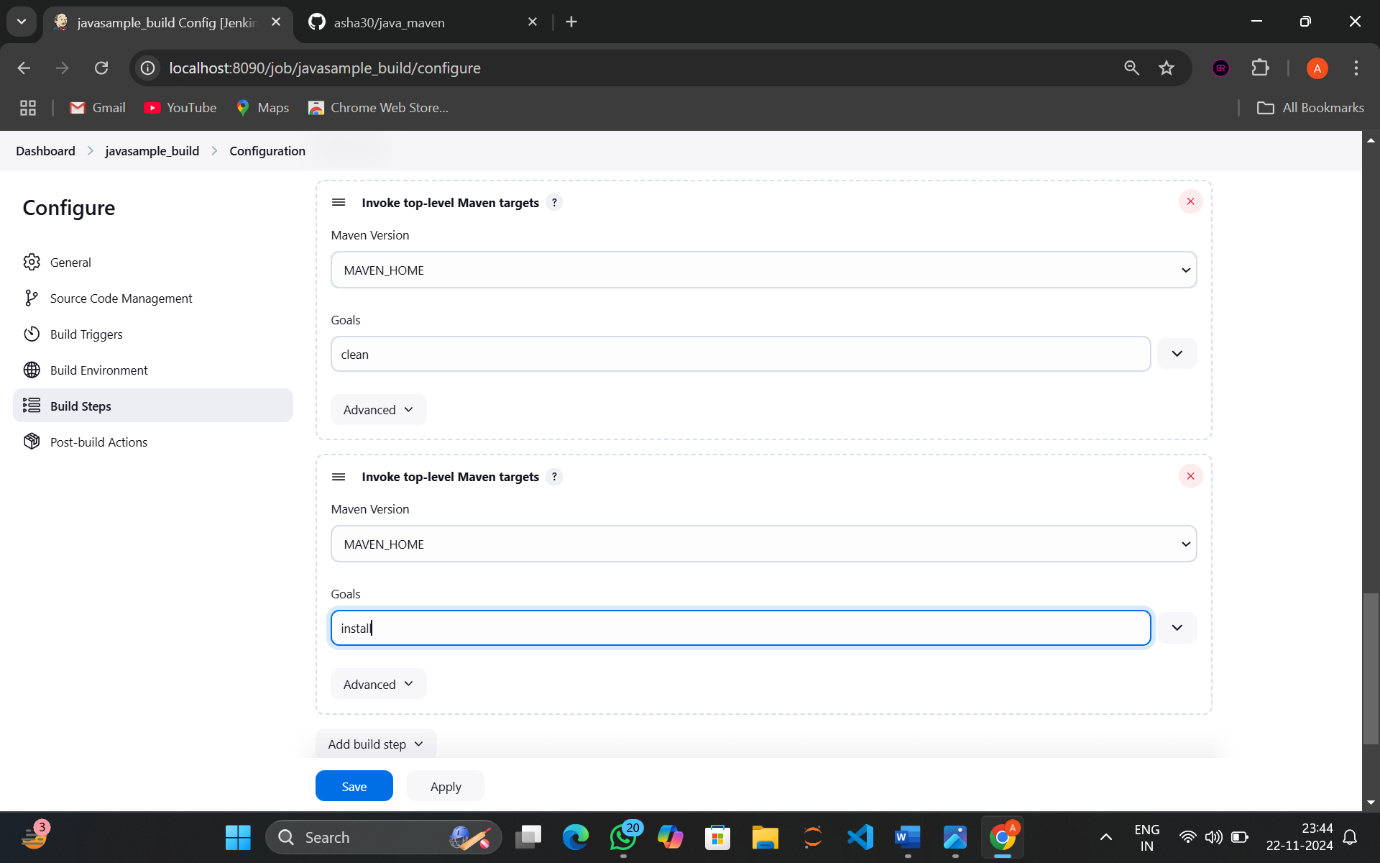 javasample_build Config [Jenkin
asha30/java_maven
localhost:8090/job/javasample_build/configure
BR
A
Gmail
YouTube
Maps
Chrome Web Store...
All Bookmarks
Dashboard > javasample_build > Configuration
Configure
General
Source Code Management
Build Triggers
Build Environment
Build Steps
Post-build Actions
Invoke top-level Maven targets ?
Maven Version
MAVEN_HOME
Goals
clean
Advanced
Invoke top-level Maven targets ?
Maven Version
MAVEN_HOME
Goals
install
Advanced
Add build step
Save
Apply
3
Search
20
A
ENG
IN
23:44
22-11-2024